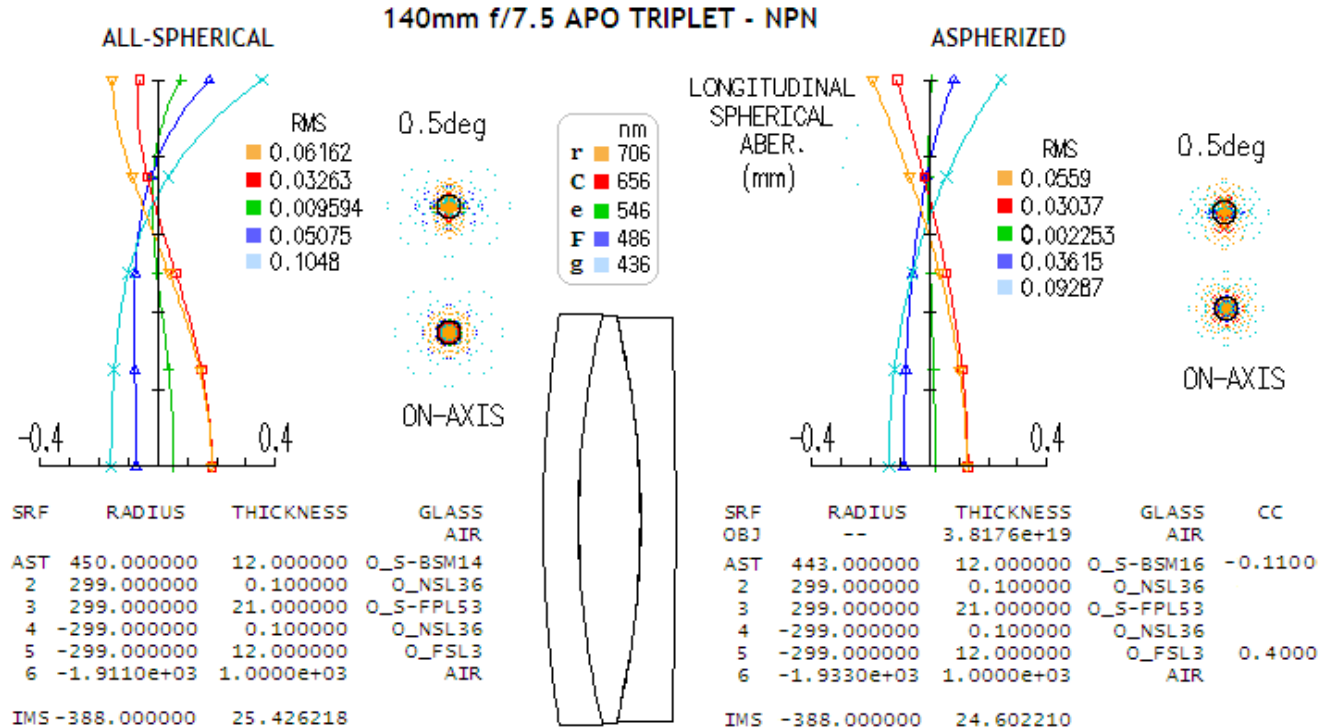 140mm f/7.5 APO TRIPLET - NPN
ALL-SPHERICAL
RMS
0.06162
0.03263
0.009594
0.05075
0.1048
0.5deg
ON-AXIS
-0.4 0.4
nm
r 706
C 656
e 546
F 486
g 436
ASPHERIZED
LONGITUDINAL
SPHERICAL
ABER.
(mm)
RMS
0.0559
0.03037
0.002253
0.03615
0.09287
0.5deg
ON-AXIS
-0.4 0.4
SRF RADIUS THICKNESS GLASS
AIR
AST 450.000000 12.000000 O_S-BSM14
2 299.000000 0.100000 O_NSL36
3 299.000000 21.000000 O_S-FPL53
4 -299.000000 0.100000 O_NSL36
5 -299.000000 12.000000 O_FSL3
6 -1.9110e+03 1.0000e+03 AIR
IMS -388.000000 25.426218
SRF RADIUS THICKNESS GLASS CC
OBJ -- 3.8176e+19 AIR
AST 443.000000 12.000000 O_S-BSM16 -0.1100
2 299.000000 0.100000 O_NSL36
3 299.000000 21.000000 O_S-FPL53
4 -299.000000 0.100000 O_NSL36
5 -299.000000 12.000000 O_FSL3 0.4000
6 -1.9330e+03 1.0000e+03 AIR
IMS -388.000000 24.602210